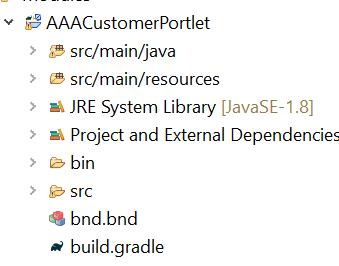 AAACustomerPortlet
src/main/java
src/main/resources
JRE System Library [JavaSE-1.8]
Project and External Dependencies
bin
src
bnd.bnd
build.gradle